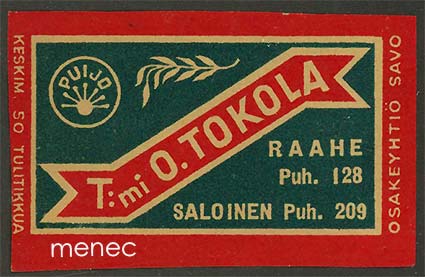 KESKIM. 50 TULITIKKUA
PUIJO
T:mi O.TOKOLA
RAAHE
Puh. 128
SALOINEN Puh. 209
OSAKEYHTIÖ SAVO
menec